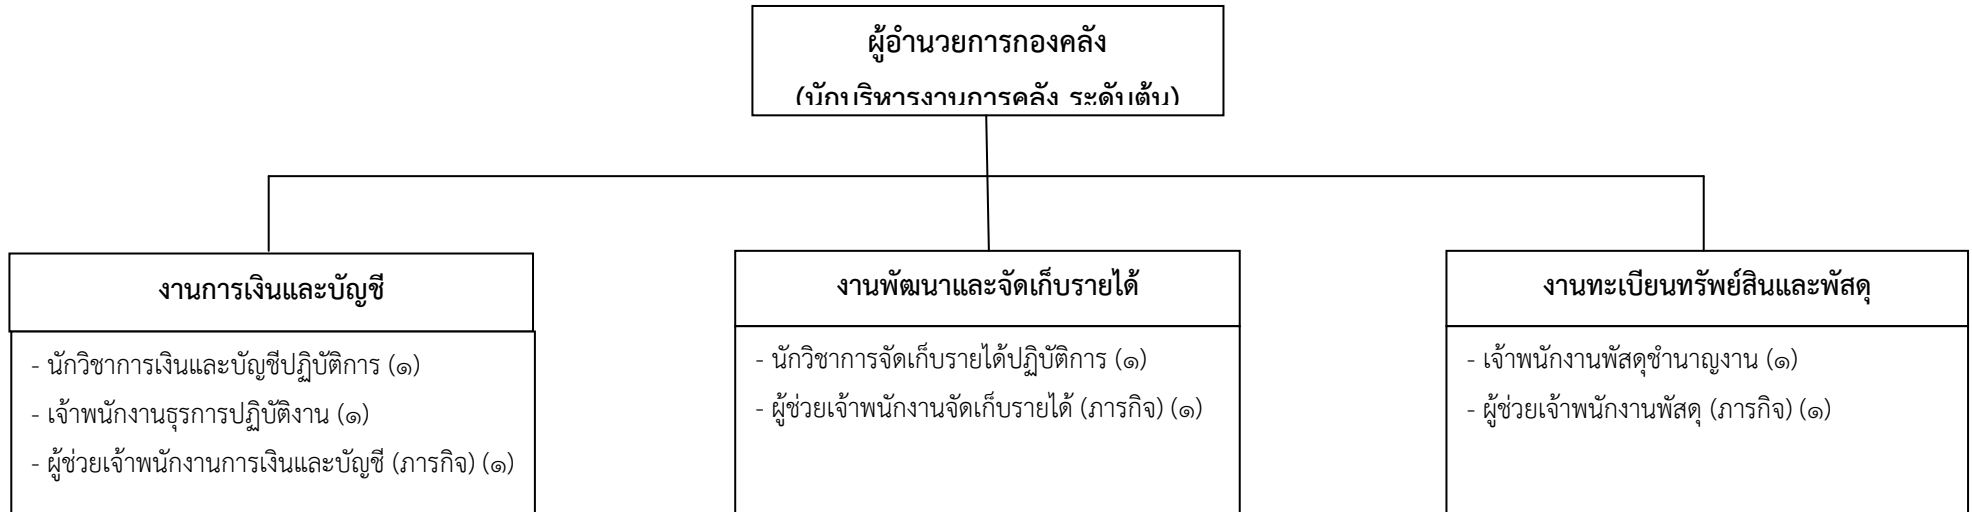 ผู้อำนวยการกองคลัง
(นักบริหารงานการคลัง ระดับต้น)
งานการเงินและบัญชี
- นักวิชาการเงินและบัญชีปฏิบัติการ (๑)
- เจ้าพนักงานธุรการปฏิบัติงาน (๑)
- ผู้ช่วยเจ้าพนักงานการเงินและบัญชี (ภารกิจ) (๑)
งานพัฒนาและจัดเก็บรายได้
- นักวิชาการจัดเก็บรายได้ปฏิบัติการ (๑)
- ผู้ช่วยเจ้าพนักงานจัดเก็บรายได้ (ภารกิจ) (๑)
งานทะเบียนทรัพย์สินและพัสดุ
- เจ้าพนักงานพัสดุชำนาญงาน (๑)
- ผู้ช่วยเจ้าพนักงานพัสดุ (ภารกิจ) (๑)